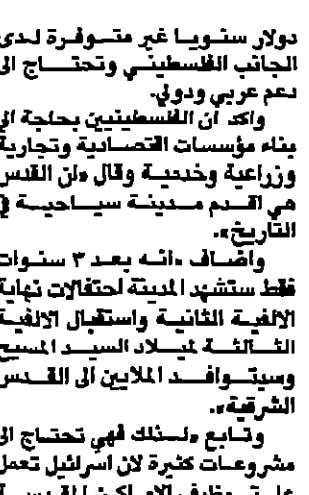 دولار سنويا غير متوفرة لدى
الجانب الفلسطيني وتحتاج الى
دعم عربي ودولي.
واكد ان الفلسطينيين بحاجة الى
بناء مؤسسات اقتصادية وتجارية
وزراعية وخدمية وقال «ان القدس
هي اقدم مدينة سياحية في
التاريخ».
واضاف «انه بعد ٣ سنوات
فقط ستشهد المدينة احتفالات نهاية
الالفية الثانية واستقبال الالفية
الثالثة لميلاد السيد المسيح
وسيتوافد الملايين الى القدس
الشرقية».
وتابع «لذلك فهي تحتاج الى
مشروعات كثيرة لان اسرائيل تعمل
على